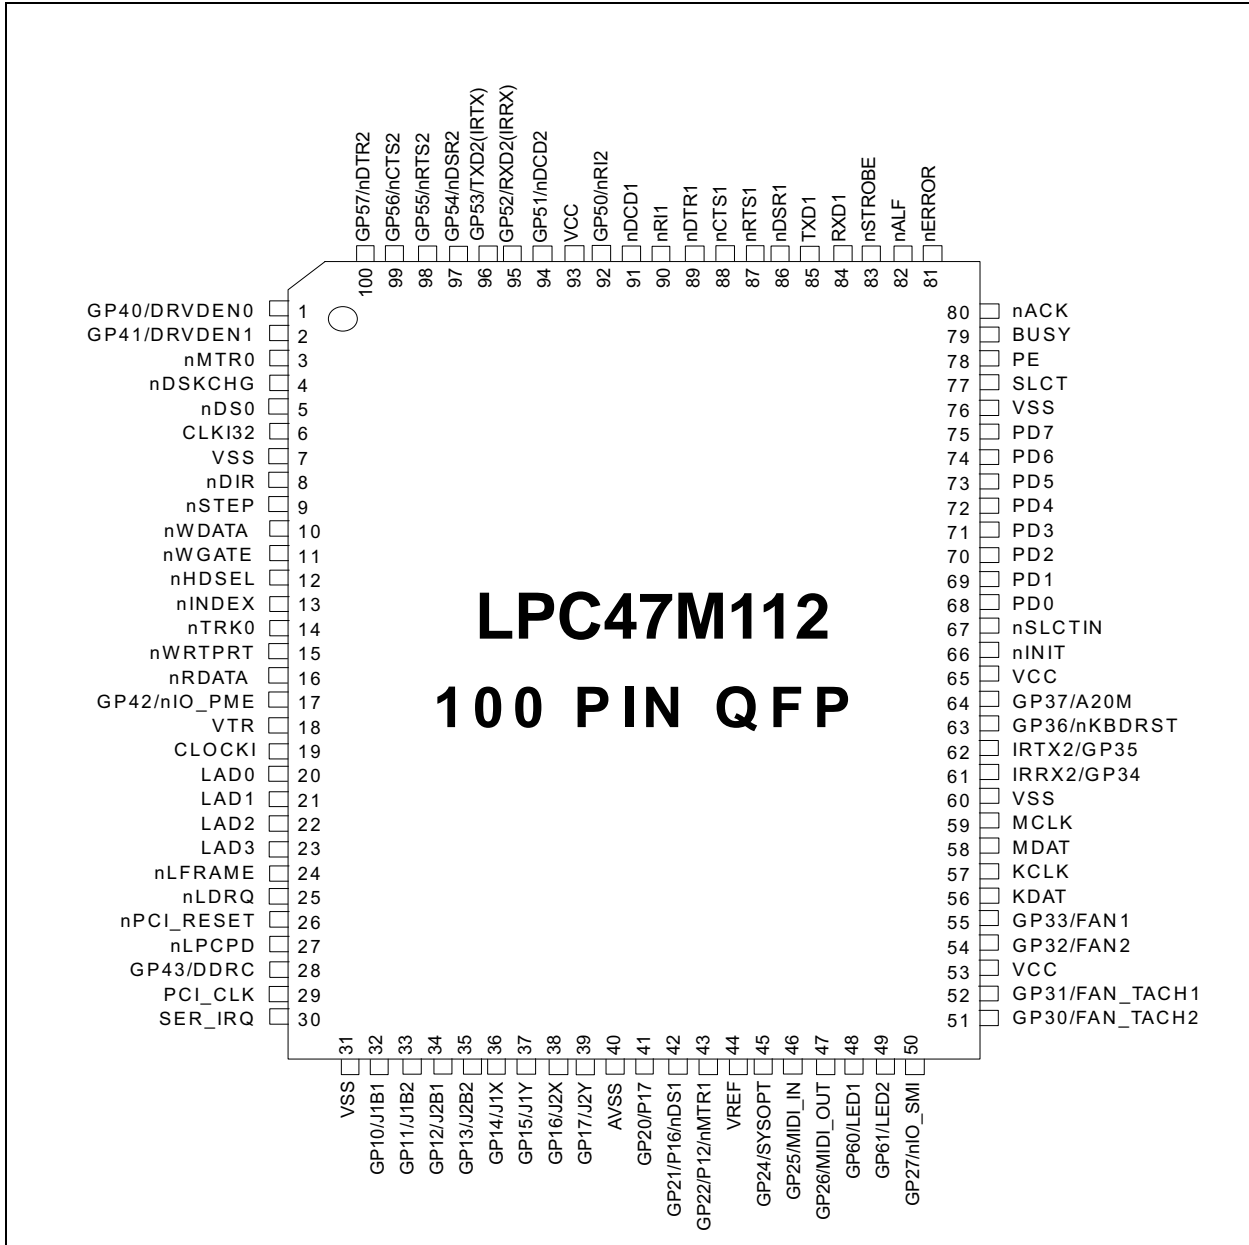 GP57/nDTR2
GP56/nCTS2
GP55/nRTS2
GP54/nDSR2
GP53/TXD2(IRTX)
GP52/RXD2(IRRX)
GP51/nDCD2
VCC
GP50/nRI2
nDCD1
nRI1
nDTR1
nCTS1
nRTS1
nDSR1
TXD1
RXD1
nSTROBE
nALF
nERROR
100
99
98
97
96
95
94
93
92
91
90
89
88
87
86
85
84
83
82
81
GP40/DRVDEN0 1
GP41/DRVDEN1 2
nMTR0 3
nDSKCHG 4
nDS0 5
CLKI32 6
VSS 7
nDIR 8
nSTEP 9
nWDATA 10
nWGATE 11
nHDSEL 12
nINDEX 13
nTRK0 14
nWRTPRT 15
nRDATA 16
GP42/nIO_PME 17
VTR 18
CLOCKI 19
LAD0 20
LAD1 21
LAD2 22
LAD3 23
nLFRAME 24
nLDRQ 25
nPCI_RESET 26
nLPCPD 27
GP43/DDRC 28
PCI_CLK 29
SER_IRQ 30
LPC47M112
100 PIN QFP
80 nACK
79 BUSY
78 PE
77 SLCT
76 VSS
75 PD7
74 PD6
73 PD5
72 PD4
71 PD3
70 PD2
69 PD1
68 PD0
67 nSLCTIN
66 nINIT
65 VCC
64 GP37/A20M
63 GP36/nKBDRST
62 IRTX2/GP35
61 IRRX2/GP34
60 VSS
59 MCLK
58 MDAT
57 KCLK
56 KDAT
55 GP33/FAN1
54 GP32/FAN2
53 VCC
52 GP31/FAN_TACH1
51 GP30/FAN_TACH2
31
32
33
34
35
36
37
38
39
40
41
42
43
44
45
46
47
48
49
50
VSS
GP10/J1B1
GP11/J1B2
GP12/J2B1
GP13/J2B2
GP14/J1X
GP15/J1Y
GP16/J2X
GP17/J2Y
AVSS
GP20/P17
GP21/P16/nDS1
GP22/P12/nMTR1
VREF
GP24/SYSOPT
GP25/MIDI_IN
GP26/MIDI_OUT
GP60/LED1
GP61/LED2
GP27/nIO_SMI